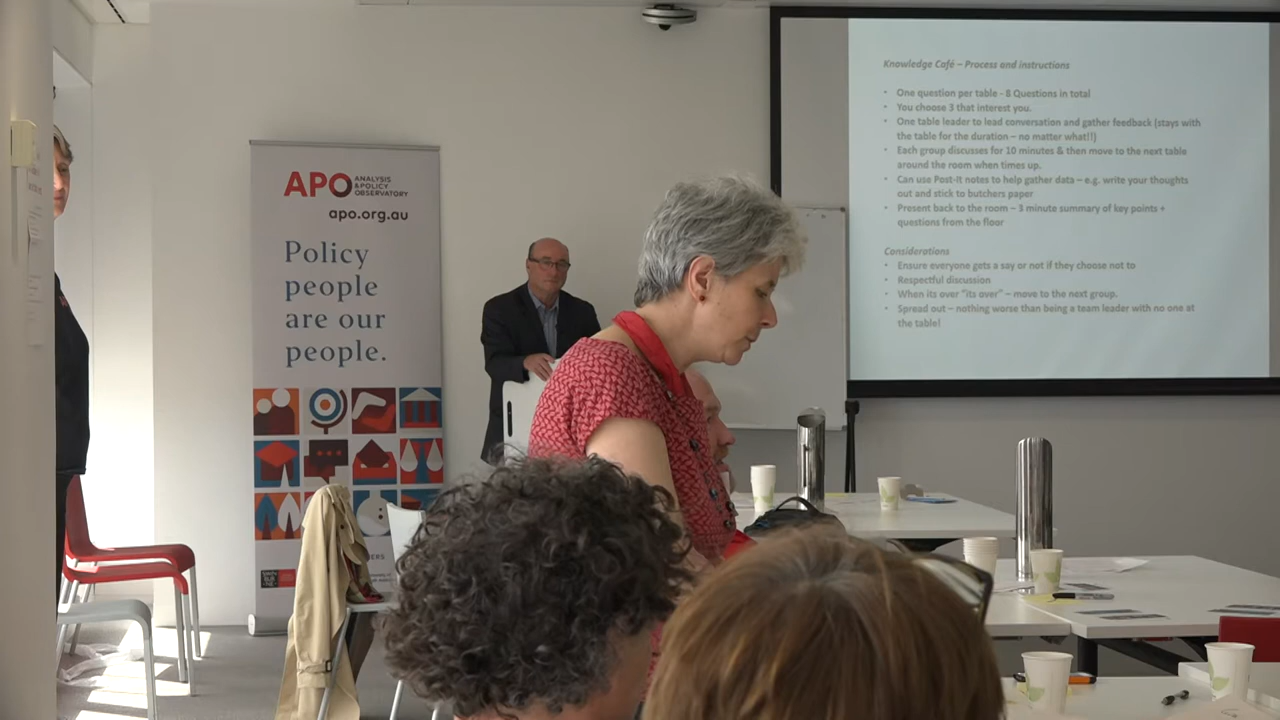 APO ANALYSIS
& POLICY
OBSERVATORY
apo.org.au
Policy
people
are our
people.
Knowledge Café – Process and instructions
• One question per table - 8 Questions in total
• You choose 3 that interest you.
• One table leader to lead conversation and gather feedback (stays with
the table for the duration – no matter what!!)
• Each group discusses for 10 minutes & then move to the next table
around the room when times up.
• Can use Post-It notes to help gather data – e.g. write your thoughts
out and stick to butchers paper
• Present back to the room – 3 minute summary of key points +
questions from the floor
Considerations
• Ensure everyone gets a say or not if they choose not to
• Respectful discussion
• When its over "its over" – move to the next group.
• Spread out – nothing worse than being a team leader with no one at
the table!